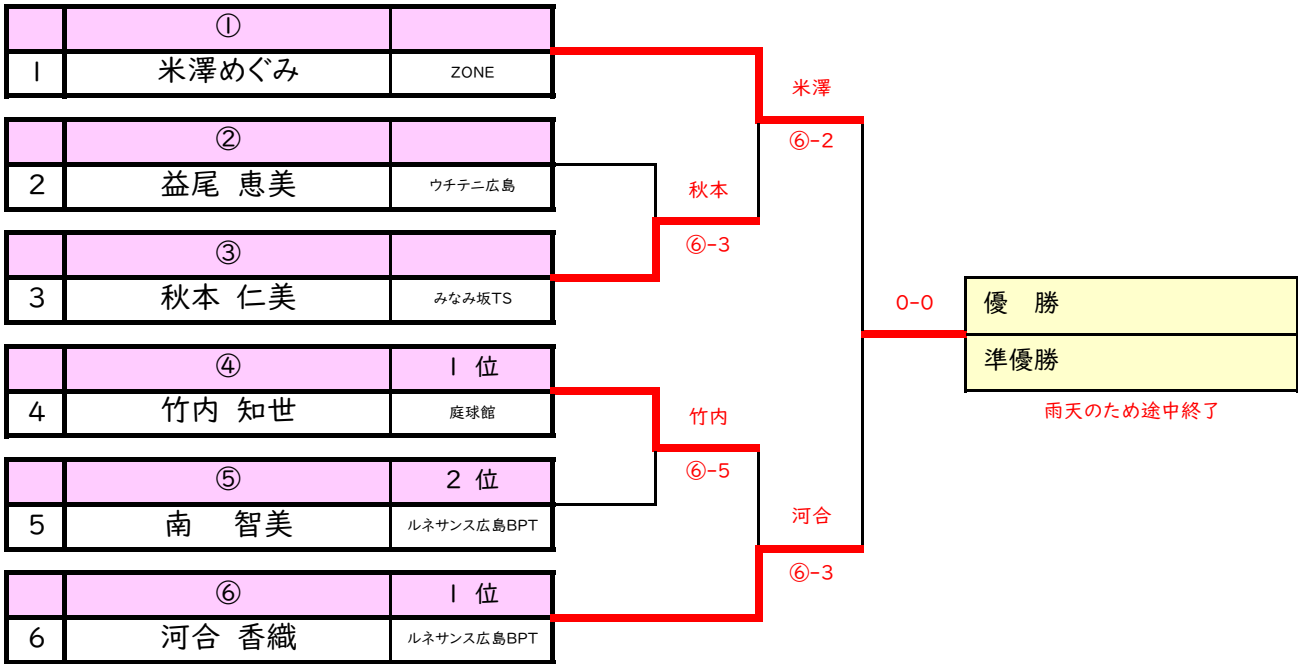 ①
1 米澤めぐみ ZONE
②
2 益尾 恵美 ウチテニ広島
③
3 秋本 仁美 みなみ坂TS
④ 1 位
4 竹内 知世 庭球館
⑤ 2 位
5 南 智美 ルネサンス広島BPT
⑥ 1 位
6 河合 香織 ルネサンス広島BPT
秋本
⑥-3
竹内
⑥-5
米澤
⑥-2
河合
⑥-3
0-0
優 勝
準優勝
雨天のため途中終了